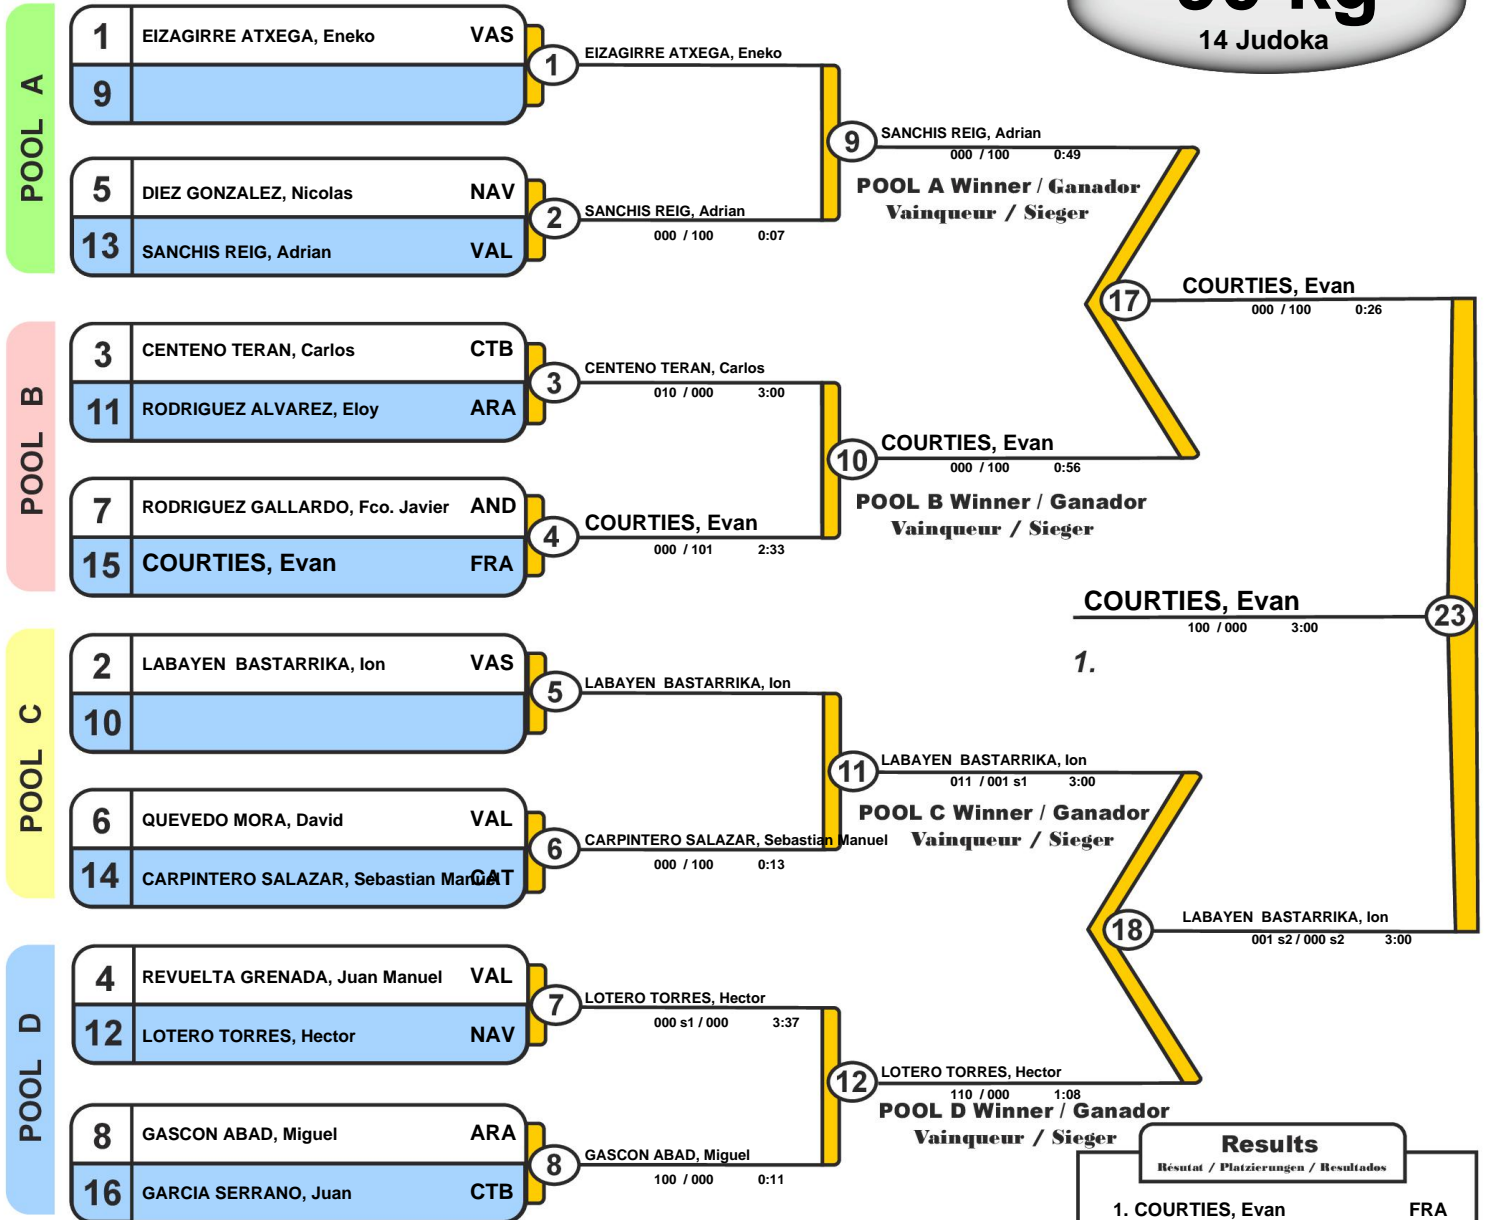 14 Judoka
POOL A
1 EIZAGIRRE ATXEGA, Eneko VAS
9
1 EIZAGIRRE ATXEGA, Eneko
5 DIEZ GONZALEZ, Nicolas NAV
13 SANCHIS REIG, Adrian VAL
2 SANCHIS REIG, Adrian
000 / 100 0:07
9 SANCHIS REIG, Adrian
000 / 100 0:49
POOL A Winner / Ganador
Vainqueur / Sieger
POOL B
3 CENTENO TERAN, Carlos CTB
11 RODRIGUEZ ALVAREZ, Eloy ARA
3 CENTENO TERAN, Carlos
010 / 000 3:00
7 RODRIGUEZ GALLARDO, Fco. Javier AND
15 COURTIES, Evan FRA
4 COURTIES, Evan
000 / 101 2:33
10 COURTIES, Evan
000 / 100 0:56
POOL B Winner / Ganador
Vainqueur / Sieger
17 COURTIES, Evan
000 / 100 0:26
COURTIES, Evan 23
100 / 000 3:00
1.
POOL C
2 LABAYEN BASTARRIKA, Ion VAS
10
5 LABAYEN BASTARRIKA, Ion
6 QUEVEDO MORA, David VAL
14 CARPINTERO SALAZAR, Sebastian Manuel CAT
6 CARPINTERO SALAZAR, Sebastian Manuel
000 / 100 0:13
11 LABAYEN BASTARRIKA, Ion
011 / 001 s1 3:00
POOL C Winner / Ganador
Vainqueur / Sieger
18 LABAYEN BASTARRIKA, Ion
001 s2 / 000 s2 3:00
POOL D
4 REVUELTA GRENADA, Juan Manuel VAL
12 LOTERO TORRES, Hector NAV
7 LOTERO TORRES, Hector
000 s1 / 000 3:37
8 GASCON ABAD, Miguel ARA
16 GARCIA SERRANO, Juan CTB
8 GASCON ABAD, Miguel
100 / 000 0:11
12 LOTERO TORRES, Hector
110 / 000 1:08
POOL D Winner / Ganador
Vainqueur / Sieger
Results
Résutat / Platzierungen / Resultados
1. COURTIES, Evan FRA